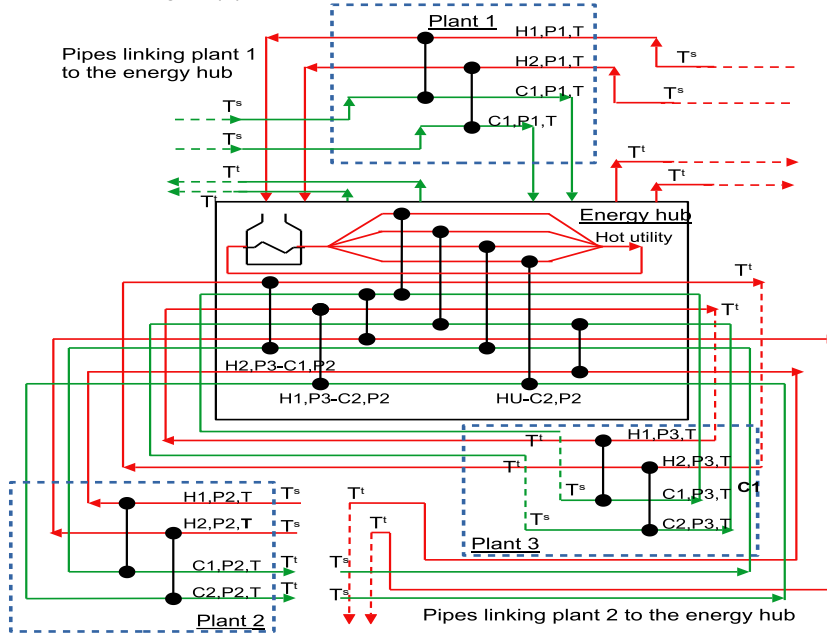 Plant 1
H1,P1,T
Pipes linking plant 1
to the energy hub
Tˢ
H2,P1,T
Tˢ
C1,P1,T
Tˢ
Tˢ
C1,P1,T
Tᵗ
Tᵗ
Tᵗ
Tᵗ
Energy hub
Hot utility
Tᵗ
Tᵗ
H2,P3-C1,P2
H1,P3-C2,P2
HU-C2,P2
H1,P3,T
Tᵗ
H2,P3,T
Tᵗ
C1
Tˢ
C1,P3,T
Tˢ
C2,P3,T
Plant 3
H1,P2,T
Tˢ
Tᵗ
H2,P2,T
Tˢ
Tᵗ
C1,P2,T
Tᵗ
Tˢ
C2,P2,T
Tᵗ
Tˢ
Plant 2
Pipes linking plant 2 to the energy hub